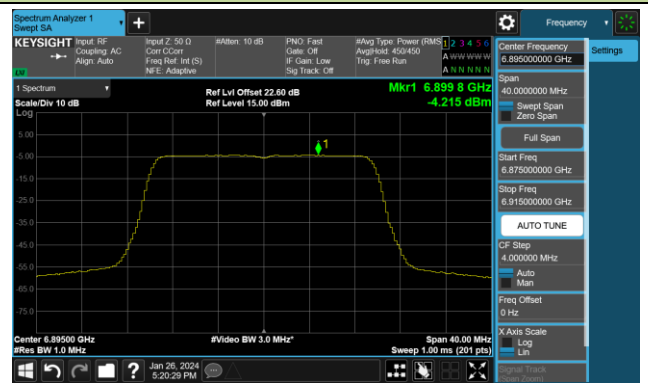 Spectrum Analyzer 1
Swept SA
Frequency
KEYSIGHT
Input: RF
Coupling: AC
Align: Auto
Input Z: 50 Ω
Corr CCorr
Freq Ref: Int (S)
NFE: Adaptive
#Atten: 10 dB
PNO: Fast
Gate: Off
IF Gain: Low
Sig Track: Off
#Avg Type: Power (RMS)
Avg|Hold: 450/450
Trig: Free Run
1 2 3 4 5 6
A W W W W W
A N N N N N
LXI
Center Frequency
6.895000000 GHz
Settings
Span
40.0000000 MHz
Swept Span
Zero Span
Full Span
Start Freq
6.875000000 GHz
Stop Freq
6.915000000 GHz
AUTO TUNE
CF Step
4.000000 MHz
Auto
Man
Freq Offset
0 Hz
X Axis Scale
Log
Lin
Signal Track
(Span Zoom)
1 Spectrum
Scale/Div 10 dB
Log
Ref Lvl Offset 22.60 dB
Ref Level 15.00 dBm
Mkr1 6.899 8 GHz
-4.215 dBm
1
5.00
-5.00
-15.0
-25.0
-35.0
-45.0
-55.0
-65.0
-75.0
Center 6.89500 GHz
#Res BW 1.0 MHz
#Video BW 3.0 MHz*
Span 40.00 MHz
Sweep 1.00 ms (201 pts)
?
Jan 26, 2024
5:20:29 PM